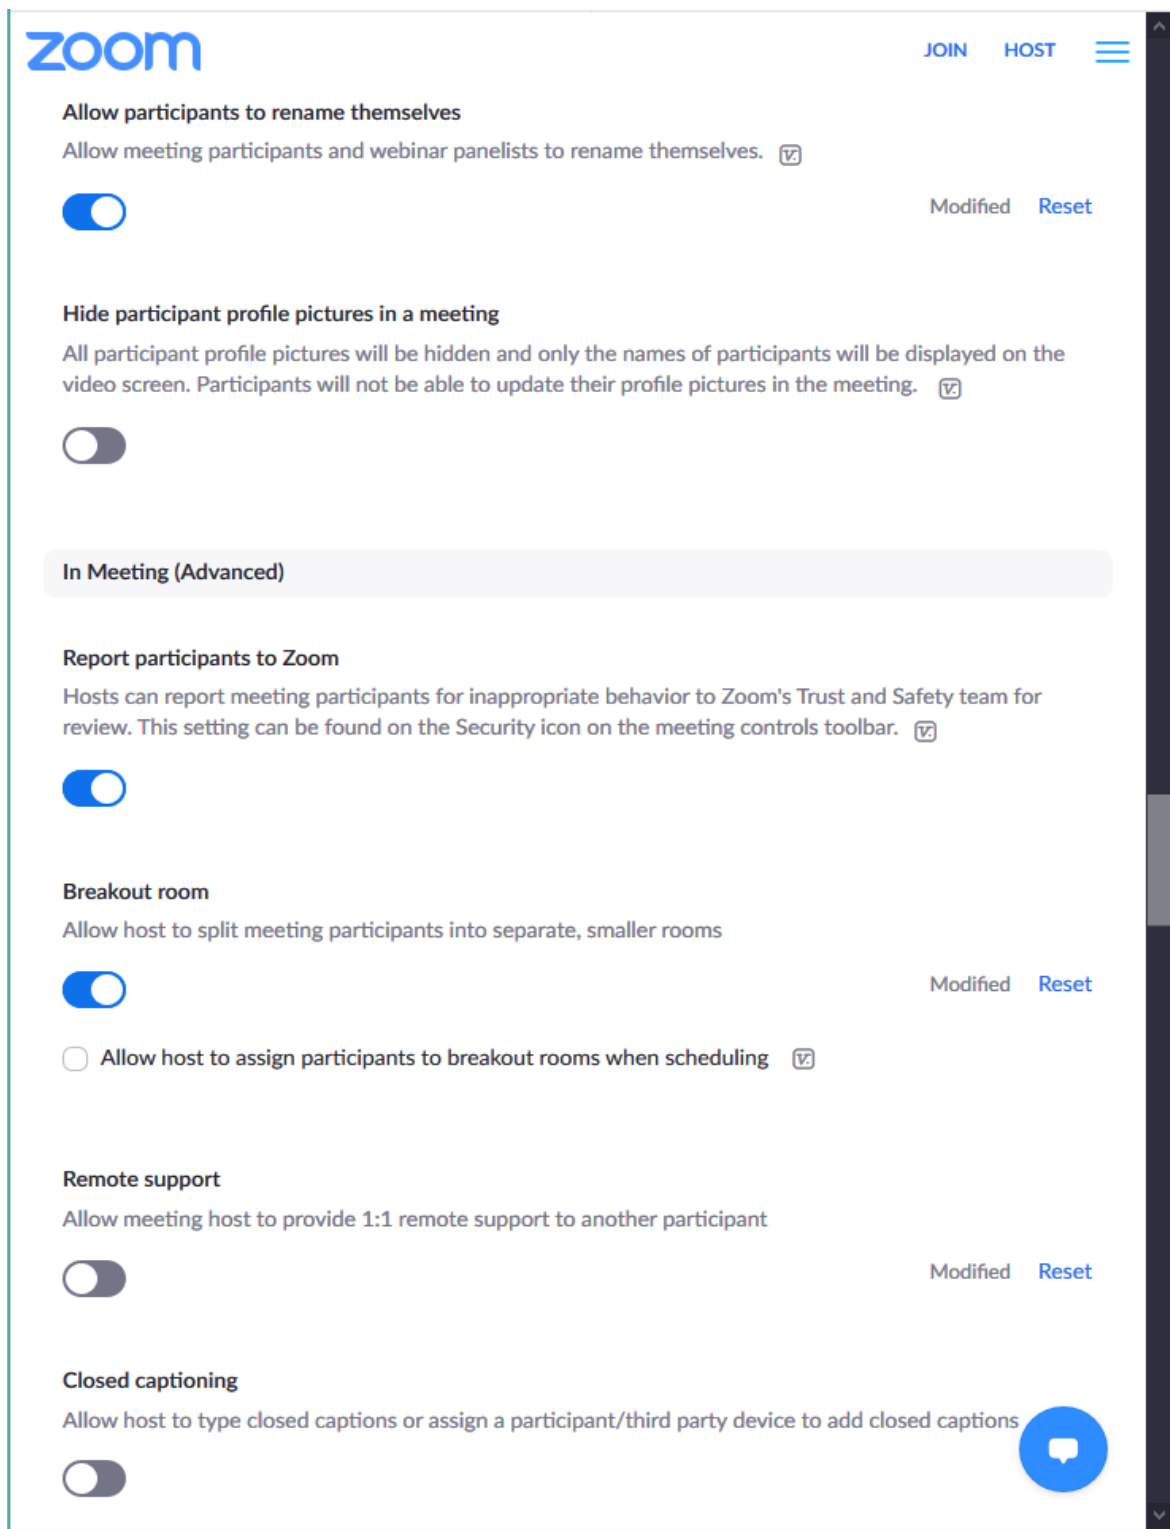 zoom
JOIN HOST
Allow participants to rename themselves
Allow meeting participants and webinar panelists to rename themselves.
Modified Reset
Hide participant profile pictures in a meeting
All participant profile pictures will be hidden and only the names of participants will be displayed on the
video screen. Participants will not be able to update their profile pictures in the meeting.
In Meeting (Advanced)
Report participants to Zoom
Hosts can report meeting participants for inappropriate behavior to Zoom's Trust and Safety team for
review. This setting can be found on the Security icon on the meeting controls toolbar.
Breakout room
Allow host to split meeting participants into separate, smaller rooms
Modified Reset
Allow host to assign participants to breakout rooms when scheduling
Remote support
Allow meeting host to provide 1:1 remote support to another participant
Modified Reset
Closed captioning
Allow host to type closed captions or assign a participant/third party device to add closed captions